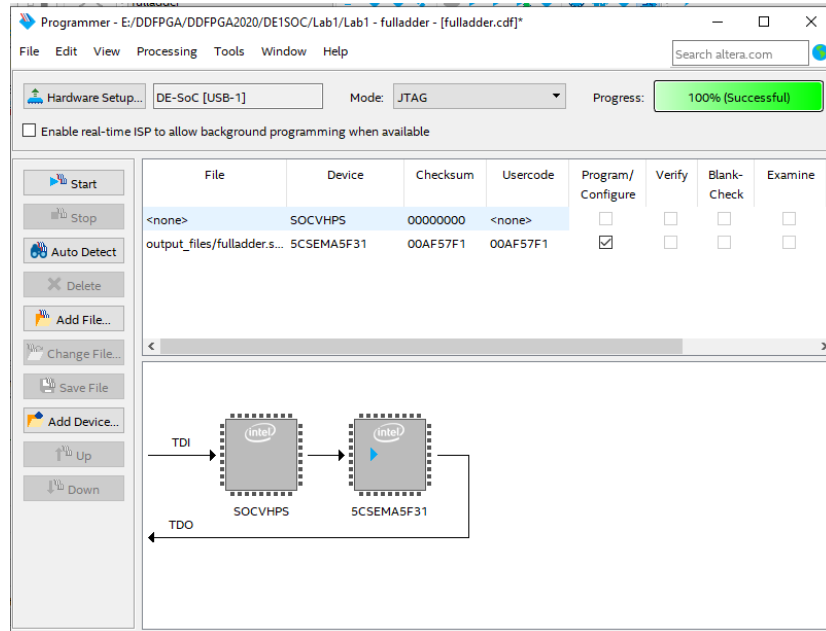 Programmer - E:/DDFPGA/DDFPGA2020/DE1SOC/Lab1/Lab1 - fulladder - [fulladder.cdf]*
File Edit View Processing Tools Window Help
Search altera.com
Hardware Setup... DE-SoC [USB-1] Mode: JTAG Progress: 100% (Successful)
Enable real-time ISP to allow background programming when available
Start
Stop
Auto Detect
Delete
Add File...
Change File...
Save File
Add Device...
Up
Down
File Device Checksum Usercode Program/ Configure Verify Blank- Check Examine
<none> SOCVHPS 00000000 <none>
output_files/fulladder.s... 5CSEMA5F31 00AF57F1 00AF57F1
TDI
intel
intel
SOCVHPS 5CSEMA5F31
TDO